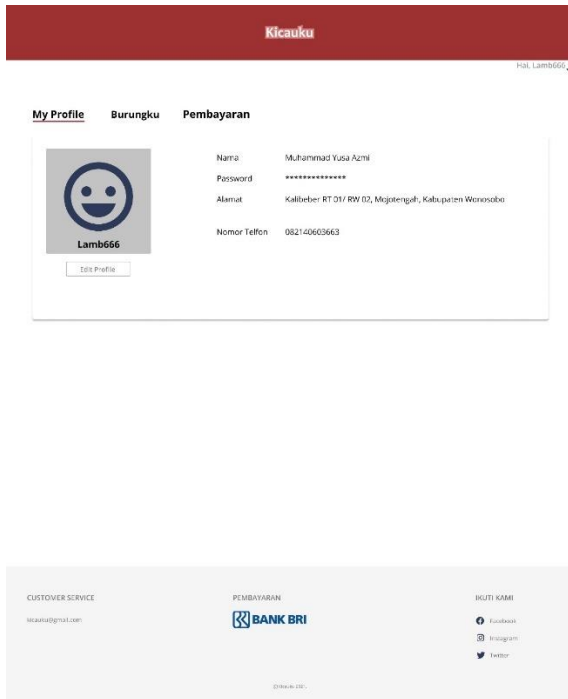 Kicauku
Hai, Lamb666
My Profile Burungku Pembayaran
Nama Muhammad Yusa Azmi
Password **************
Alamat Kalibeber RT 01/ RW 02, Mojotengah, Kabupaten Wonosobo
Nomor Telfon 082140603663
Lamb666
Edit Profile
CUSTOMER SERVICE PEMBAYARAN IKUTI KAMI
kicauku@gmail.com BANK BRI Facebook
Instagram
Twitter